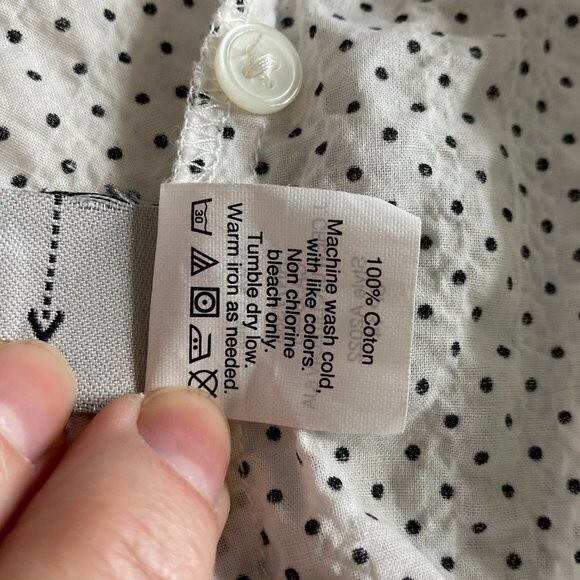 100% Coton
Machine wash cold,
with like colors.
Non chlorine
bleach only.
Tumble dry low.
Warm iron as needed.
30